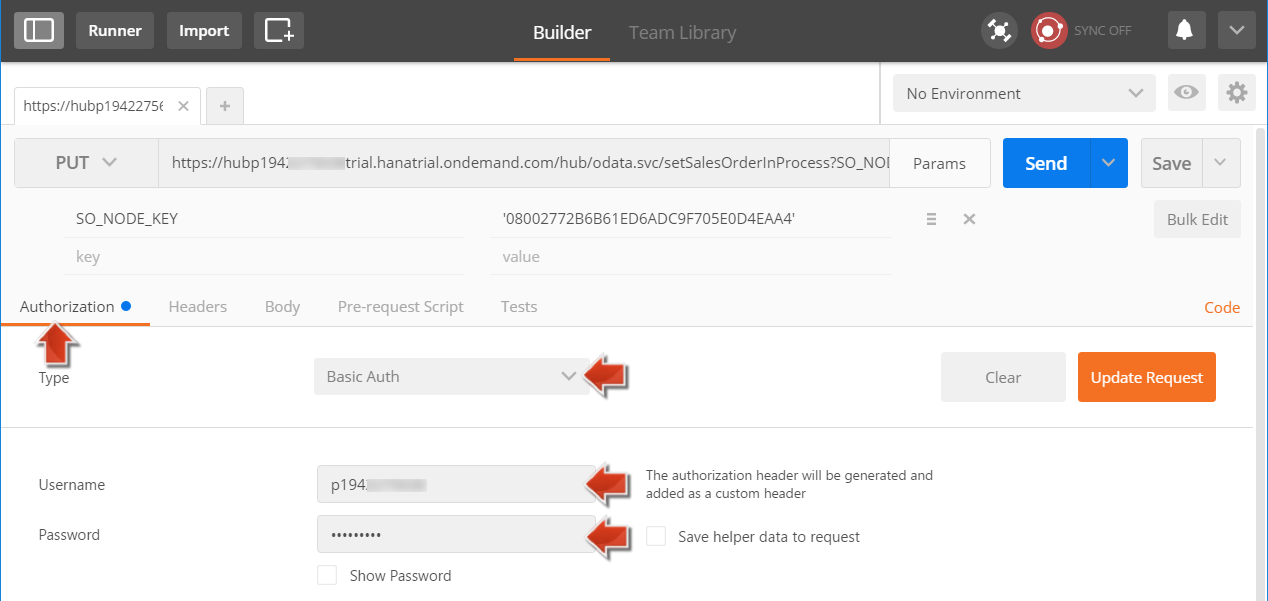 Runner Import Builder Team Library SYNC OFF
https://hubp19422756 No Environment
PUT https://hubp194 trial.hanatrial.ondemand.com/hub/odata.svc/setSalesOrderInProcess?SO_NOD Params Send Save
SO_NODE_KEY '08002772B6B61ED6ADC9F705E0D4EAA4' Bulk Edit
key value
Authorization Headers Body Pre-request Script Tests Code
Type Basic Auth Clear Update Request
Username p194 The authorization header will be generated and
added as a custom header
Password ••••••••• Save helper data to request
Show Password